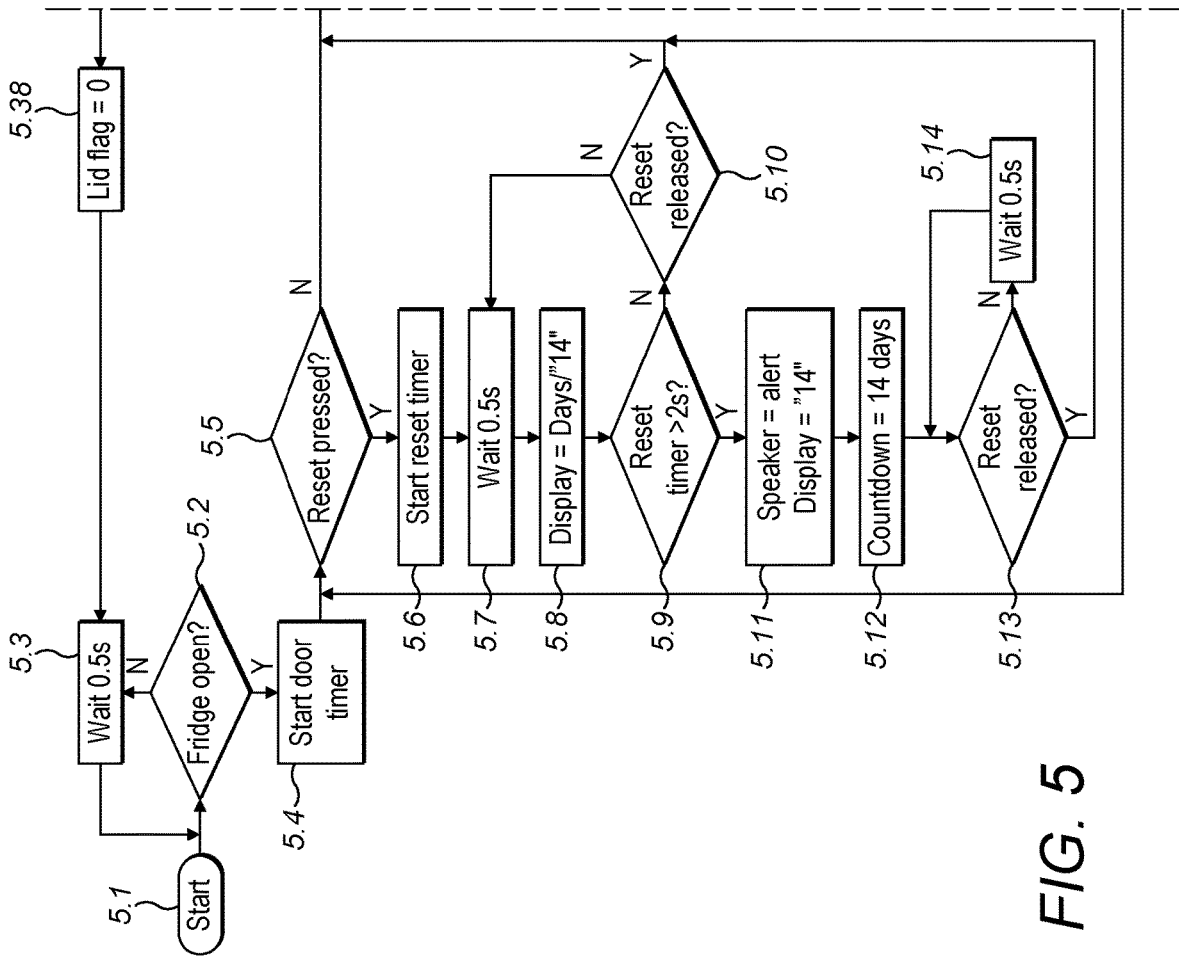 5.1
Start
5.2
Fridge open?
N
Y
5.3
Wait 0.5s
5.38
Lid flag = 0
5.4
Start door
timer
5.5
Reset pressed?
N
Y
5.6
Start reset timer
5.7
Wait 0.5s
5.8
Display = Days/"14"
5.9
Reset
timer >2s?
N
Y
Reset
released?
5.10
N
Y
5.11
Speaker = alert
Display = "14"
5.12
Countdown = 14 days
5.13
Reset
released?
N
Y
5.14
Wait 0.5s
FIG. 5